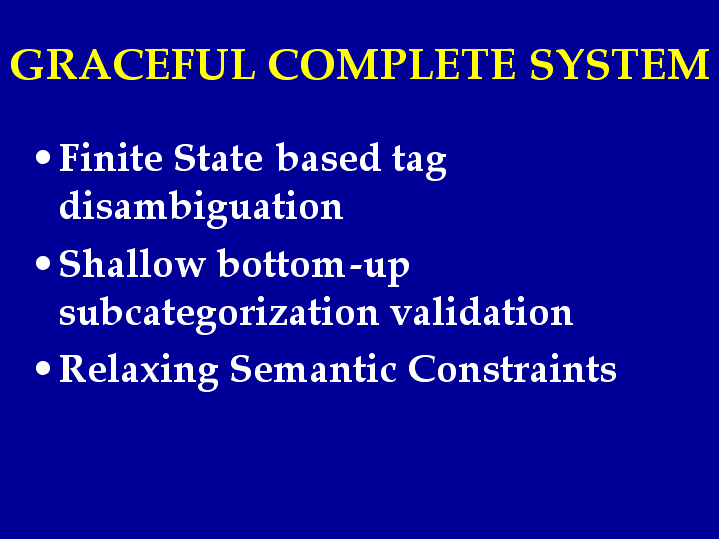 GRACEFUL COMPLETE SYSTEM
• Finite State based tag
disambiguation
• Shallow bottom-up
subcategorization validation
• Relaxing Semantic Constraints